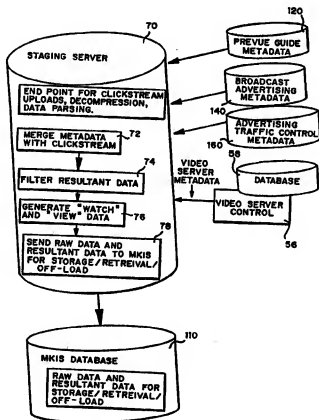 70
STAGING SERVER
END POINT FOR CLICKSTREAM
UPLOADS, DECOMPRESSION,
DATA PARSING.
MERGE METADATA
WITH CLICKSTREAM
72
74
FILTER RESULTANT DATA
GENERATE "WATCH"
AND "VIEW" DATA
76
78
SEND RAW DATA AND
RESULTANT DATA TO MKIS
FOR STORAGE/RETREIVAL/
OFF-LOAD
120
PREVUE GUIDE
METADATA
BROADCAST
ADVERTISING
METADATA
140
ADVERTISING
TRAFFIC CONTROL
METADATA
160
56
DATABASE
VIDEO SERVER
METADATA
VIDEO SERVER
CONTROL
56
110
MKIS DATABASE
RAW DATA AND
RESULTANT DATA FOR
STORAGE/RETREIVAL/
OFF-LOAD